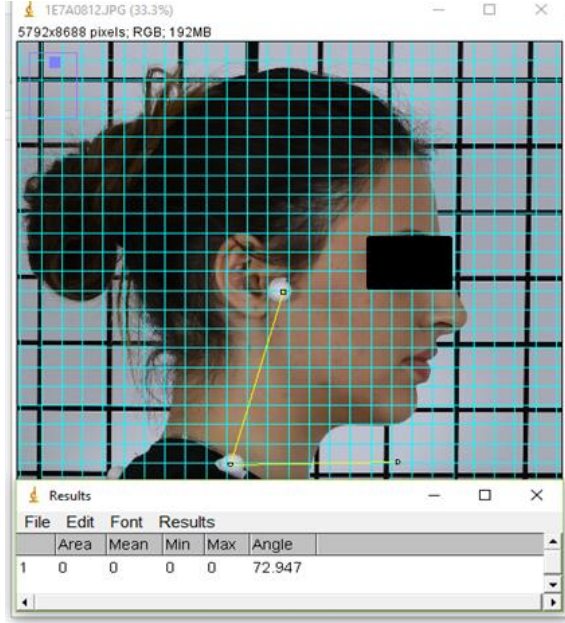 1E7A0812.JPG (33.3%)
5792x8688 pixels; RGB; 192MB
Results
File Edit Font Results
Area Mean Min Max Angle
1 0 0 0 0 72.947